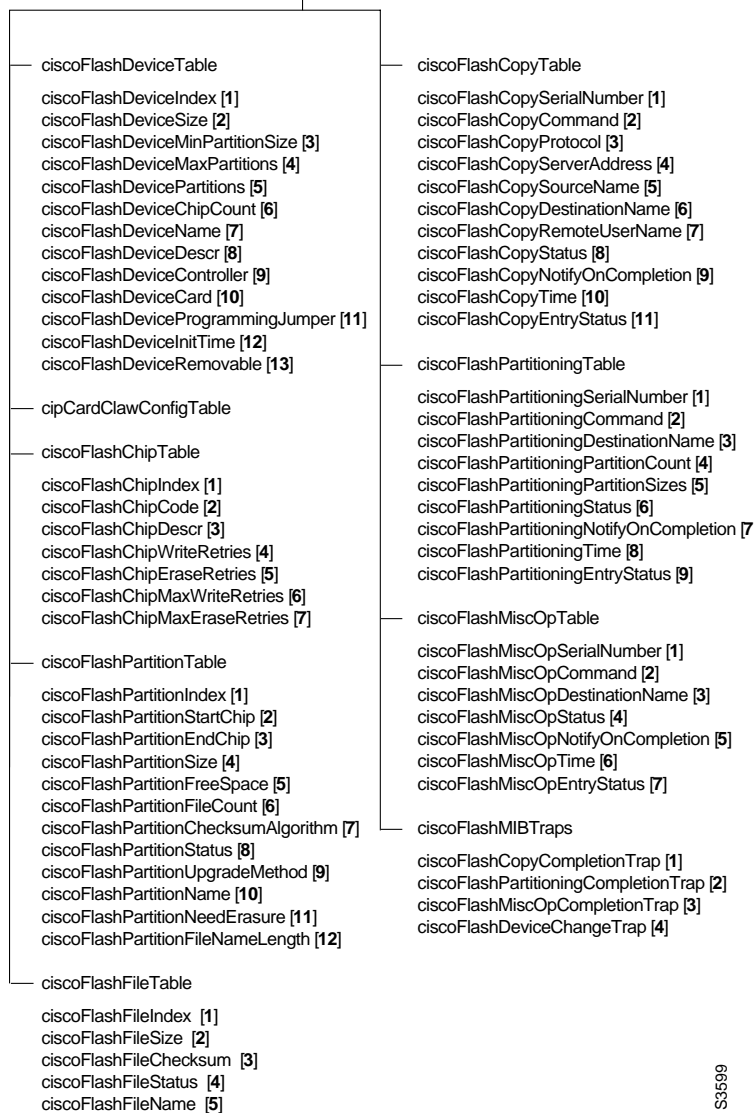 ciscoFlashDeviceTable
ciscoFlashDeviceIndex [1]
ciscoFlashDeviceSize [2]
ciscoFlashDeviceMinPartitionSize [3]
ciscoFlashDeviceMaxPartitions [4]
ciscoFlashDevicePartitions [5]
ciscoFlashDeviceChipCount [6]
ciscoFlashDeviceName [7]
ciscoFlashDeviceDescr [8]
ciscoFlashDeviceController [9]
ciscoFlashDeviceCard [10]
ciscoFlashDeviceProgrammingJumper [11]
ciscoFlashDeviceInitTime [12]
ciscoFlashDeviceRemovable [13]
cipCardClawConfigTable
ciscoFlashChipTable
ciscoFlashChipIndex [1]
ciscoFlashChipCode [2]
ciscoFlashChipDescr [3]
ciscoFlashChipWriteRetries [4]
ciscoFlashChipEraseRetries [5]
ciscoFlashChipMaxWriteRetries [6]
ciscoFlashChipMaxEraseRetries [7]
ciscoFlashPartitionTable
ciscoFlashPartitionIndex [1]
ciscoFlashPartitionStartChip [2]
ciscoFlashPartitionEndChip [3]
ciscoFlashPartitionSize [4]
ciscoFlashPartitionFreeSpace [5]
ciscoFlashPartitionFileCount [6]
ciscoFlashPartitionChecksumAlgorithm [7]
ciscoFlashPartitionStatus [8]
ciscoFlashPartitionUpgradeMethod [9]
ciscoFlashPartitionName [10]
ciscoFlashPartitionNeedErasure [11]
ciscoFlashPartitionFileNameLength [12]
ciscoFlashFileTable
ciscoFlashFileIndex [1]
ciscoFlashFileSize [2]
ciscoFlashFileChecksum [3]
ciscoFlashFileStatus [4]
ciscoFlashFileName [5]
ciscoFlashCopyTable
ciscoFlashCopySerialNumber [1]
ciscoFlashCopyCommand [2]
ciscoFlashCopyProtocol [3]
ciscoFlashCopyServerAddress [4]
ciscoFlashCopySourceName [5]
ciscoFlashCopyDestinationName [6]
ciscoFlashCopyRemoteUserName [7]
ciscoFlashCopyStatus [8]
ciscoFlashCopyNotifyOnCompletion [9]
ciscoFlashCopyTime [10]
ciscoFlashCopyEntryStatus [11]
ciscoFlashPartitioningTable
ciscoFlashPartitioningSerialNumber [1]
ciscoFlashPartitioningCommand [2]
ciscoFlashPartitioningDestinationName [3]
ciscoFlashPartitioningPartitionCount [4]
ciscoFlashPartitioningPartitionSizes [5]
ciscoFlashPartitioningStatus [6]
ciscoFlashPartitioningNotifyOnCompletion [7
ciscoFlashPartitioningTime [8]
ciscoFlashPartitioningEntryStatus [9]
ciscoFlashMiscOpTable
ciscoFlashMiscOpSerialNumber [1]
ciscoFlashMiscOpCommand [2]
ciscoFlashMiscOpDestinationName [3]
ciscoFlashMiscOpStatus [4]
ciscoFlashMiscOpNotifyOnCompletion [5]
ciscoFlashMiscOpTime [6]
ciscoFlashMiscOpEntryStatus [7]
ciscoFlashMIBTraps
ciscoFlashCopyCompletionTrap [1]
ciscoFlashPartitioningCompletionTrap [2]
ciscoFlashMiscOpCompletionTrap [3]
ciscoFlashDeviceChangeTrap [4]
S3599